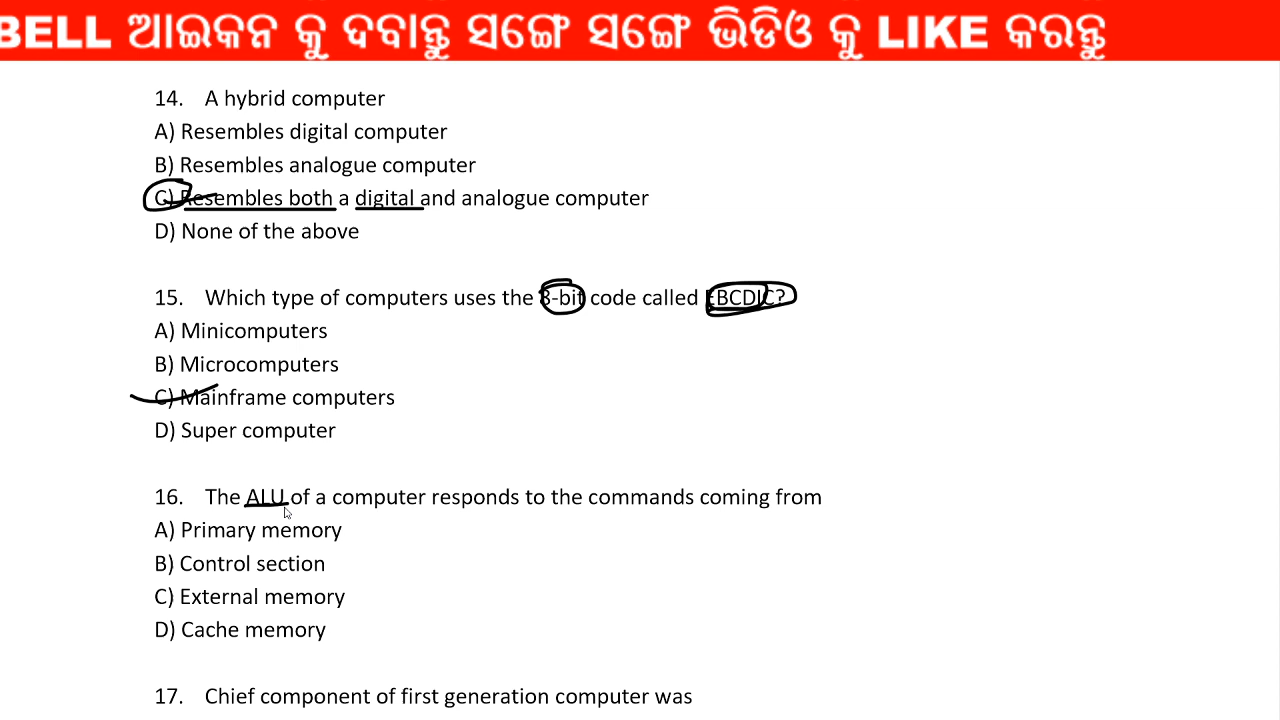 BELL ଆଇକନ କୁ ଦବାନ୍ତୁ ସଙ୍ଗେ ସଙ୍ଗେ ଭିଡିଓ କୁ LIKE କରନ୍ତୁ
14. A hybrid computer
A) Resembles digital computer
B) Resembles analogue computer
C) Resembles both a digital and analogue computer
D) None of the above
15. Which type of computers uses the 8-bit code called EBCDIC?
A) Minicomputers
B) Microcomputers
C) Mainframe computers
D) Super computer
16. The ALU of a computer responds to the commands coming from
A) Primary memory
B) Control section
C) External memory
D) Cache memory
17. Chief component of first generation computer was